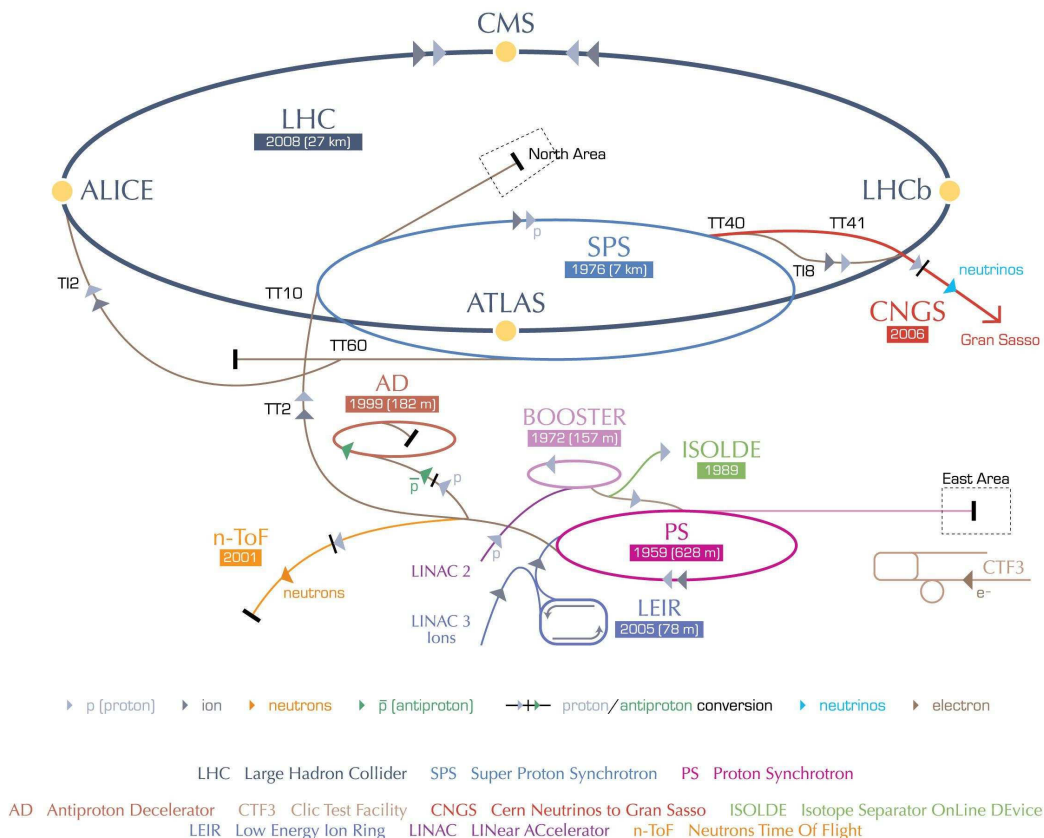 CMS
LHC
2008 (27 km)
North Area
ALICE
LHCb
TT40
TT41
p
SPS
1976 (7 km)
TI8
neutrinos
TI2
TT10
ATLAS
CNGS
2006
Gran Sasso
TT60
AD
1999 (182 m)
TT2
BOOSTER
1972 (157 m)
ISOLDE
1989
p̅
p
East Area
n-ToF
2001
PS
1959 (628 m)
p
LINAC 2
CTF3
neutrons
e-
LEIR
2005 (78 m)
LINAC 3
Ions
p (proton)
ion
neutrons
p̅ (antiproton)
proton/antiproton conversion
neutrinos
electron
LHC Large Hadron Collider SPS Super Proton Synchrotron PS Proton Synchrotron
AD Antiproton Decelerator CTF3 Clic Test Facility CNGS Cern Neutrinos to Gran Sasso ISOLDE Isotope Separator OnLine DEvice
LEIR Low Energy Ion Ring LINAC LINear ACcelerator n-ToF Neutrons Time Of Flight